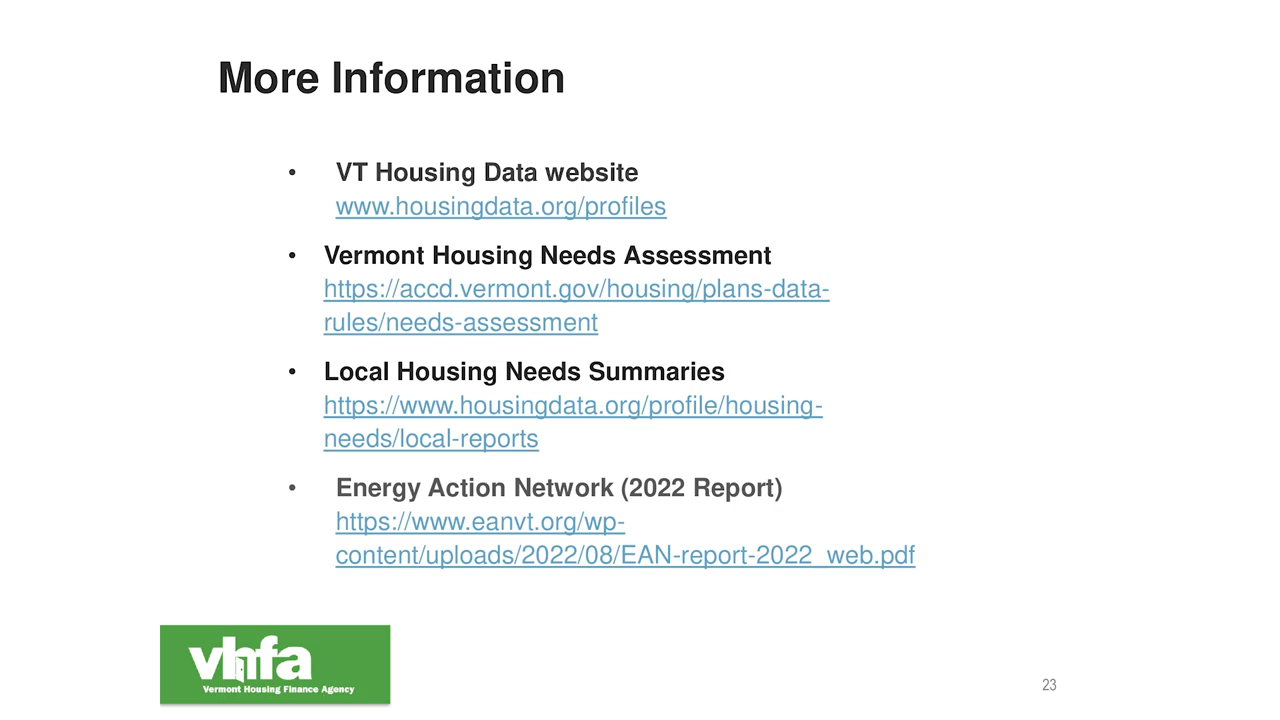 More Information
• VT Housing Data website
www.housingdata.org/profiles
• Vermont Housing Needs Assessment
https://accd.vermont.gov/housing/plans-data-
rules/needs-assessment
• Local Housing Needs Summaries
https://www.housingdata.org/profile/housing-
needs/local-reports
• Energy Action Network (2022 Report)
https://www.eanvt.org/wp-
content/uploads/2022/08/EAN-report-2022_web.pdf
vhfa
Vermont Housing Finance Agency
23